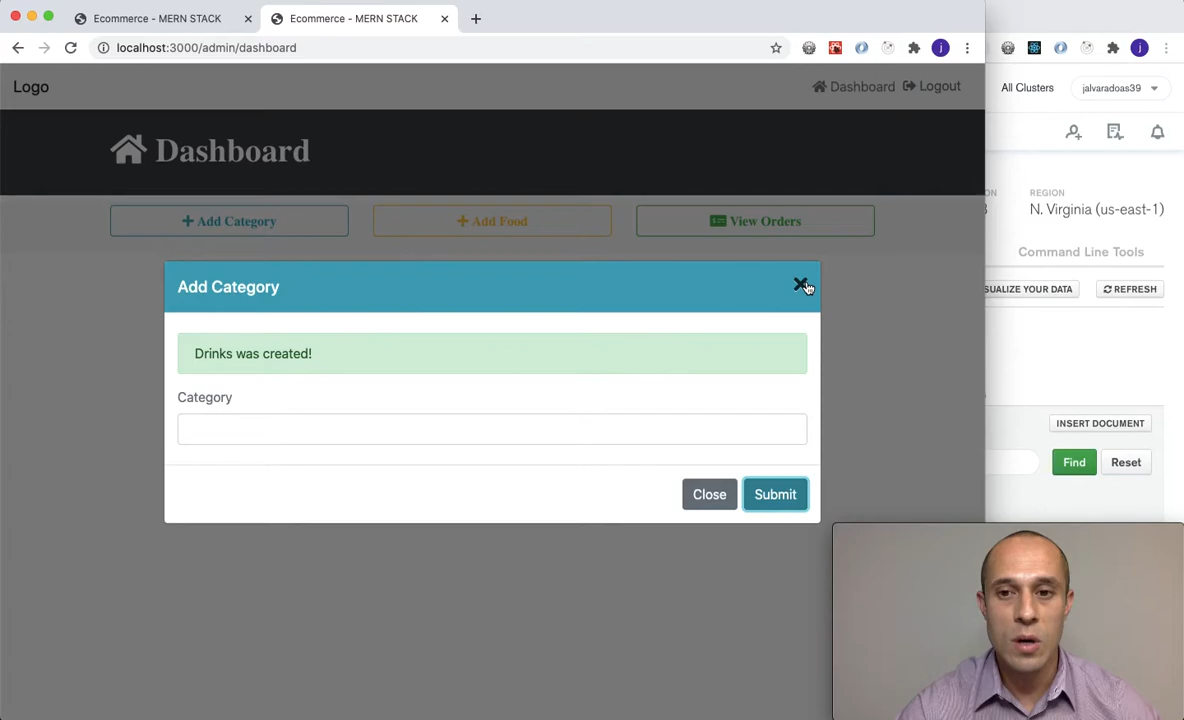 Ecommerce - MERN STACK
Ecommerce - MERN STACK
localhost:3000/admin/dashboard
j
j
Logo
Dashboard
Logout
All Clusters
jalvaradoas39
Dashboard
Add Category
Add Food
View Orders
REGION
N. Virginia (us-east-1)
Command Line Tools
Add Category
SUALIZE YOUR DATA
REFRESH
Drinks was created!
Category
INSERT DOCUMENT
Find
Reset
Close
Submit